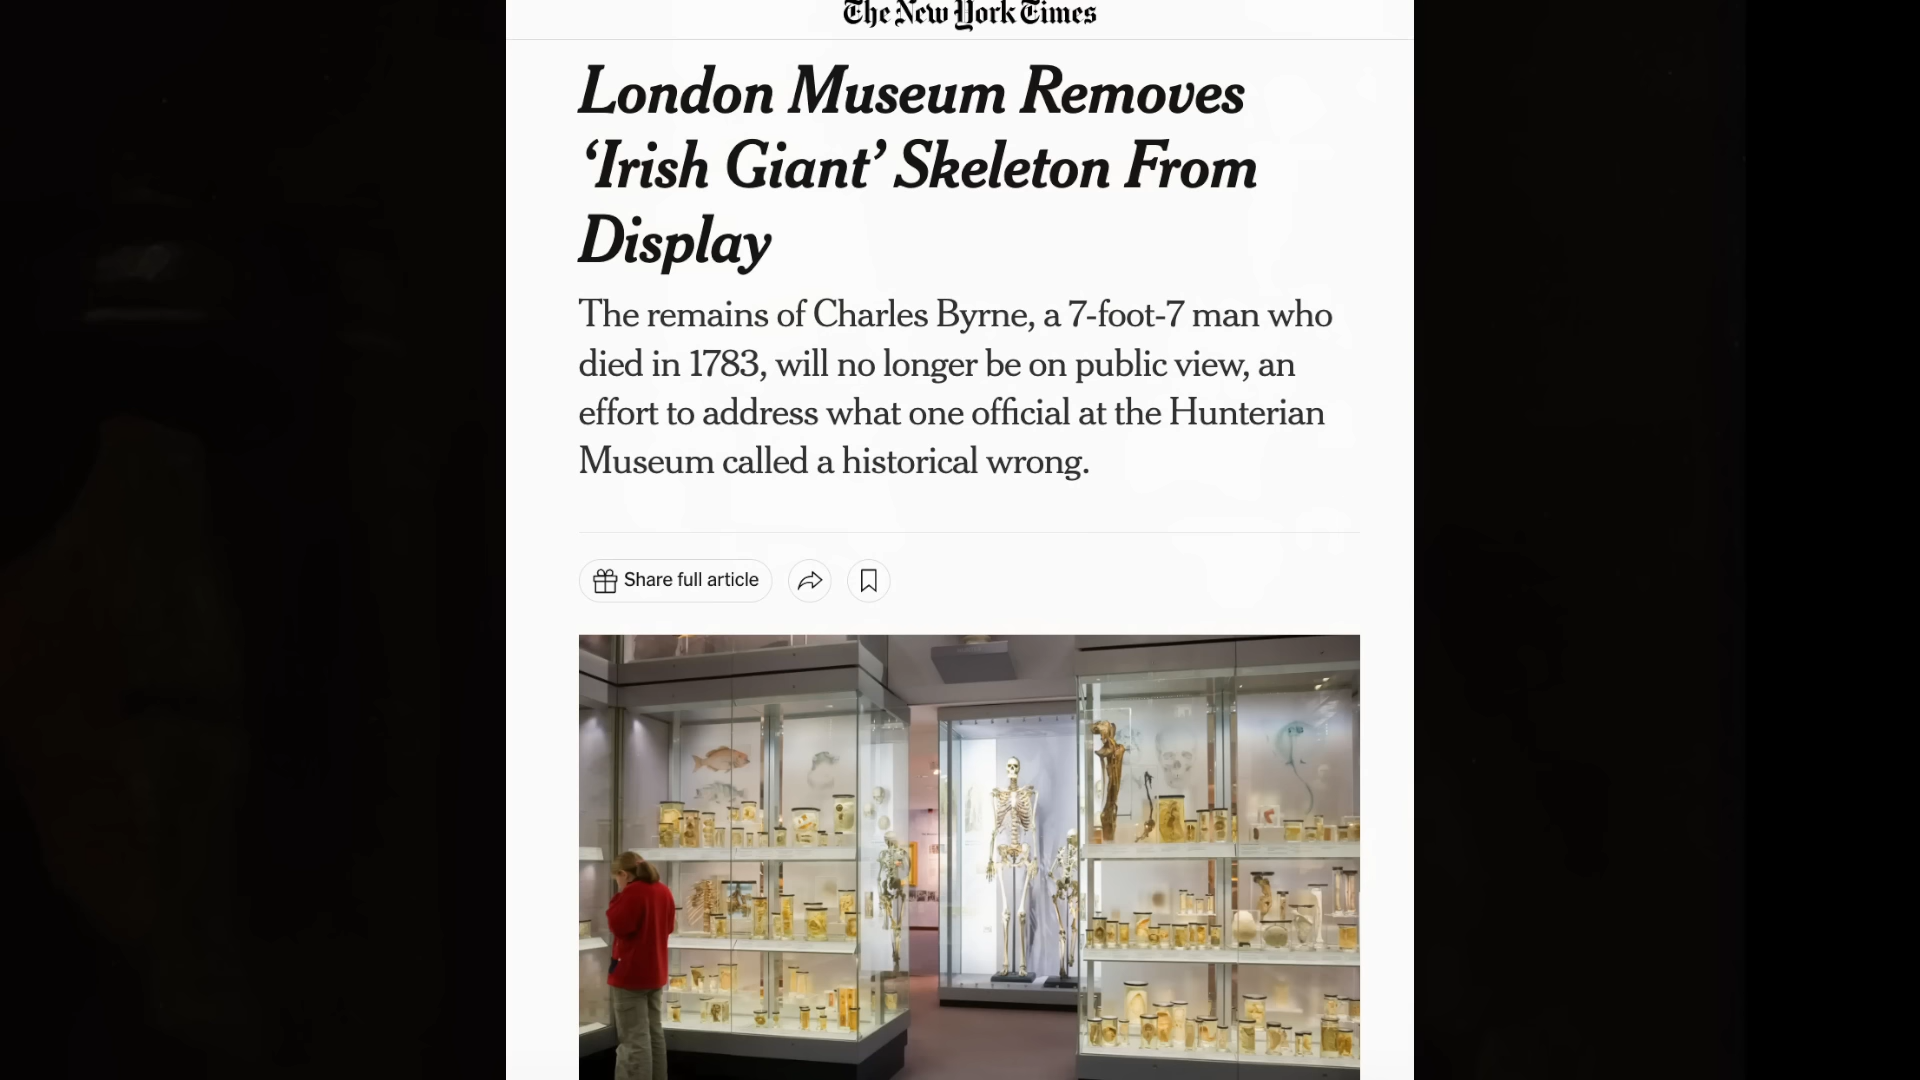 The New York Times
London Museum Removes
‘Irish Giant’ Skeleton From
Display
The remains of Charles Byrne, a 7-foot-7 man who
died in 1783, will no longer be on public view, an
effort to address what one official at the Hunterian
Museum called a historical wrong.
Share full article